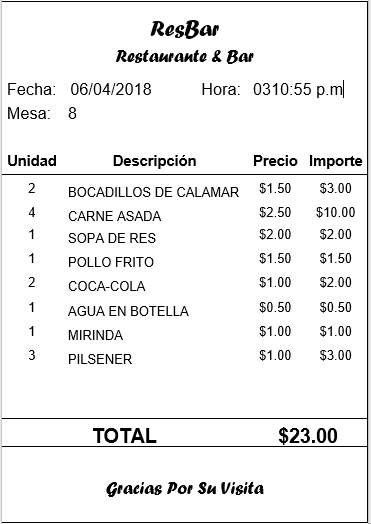 ResBar
Restaurante & Bar
Fecha: 06/04/2018 Hora: 0310:55 p.m
Mesa: 8
Unidad Descripción Precio Importe
2 BOCADILLOS DE CALAMAR $1.50 $3.00
4 CARNE ASADA $2.50 $10.00
1 SOPA DE RES $2.00 $2.00
1 POLLO FRITO $1.50 $1.50
2 COCA-COLA $1.00 $2.00
1 AGUA EN BOTELLA $0.50 $0.50
1 MIRINDA $1.00 $1.00
3 PILSENER $1.00 $3.00
TOTAL $23.00
Gracias Por Su Visita